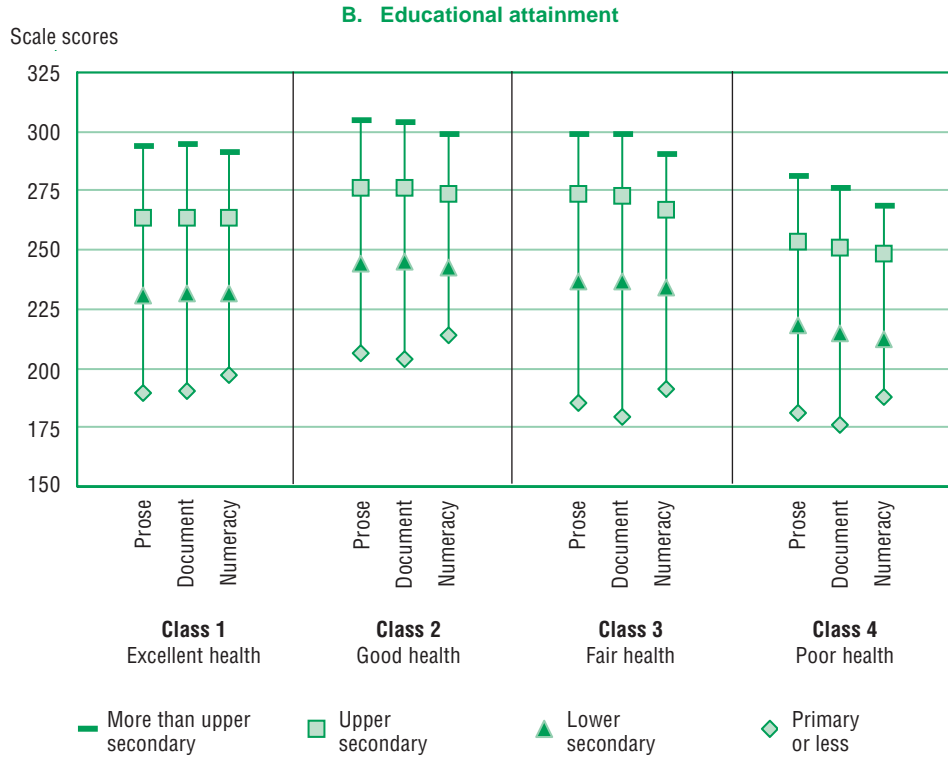 B. Educational attainment
Scale scores
325
300
275
250
225
200
175
150
Prose
Document
Numeracy
Prose
Document
Numeracy
Prose
Document
Numeracy
Prose
Document
Numeracy
Class 1
Excellent health
Class 2
Good health
Class 3
Fair health
Class 4
Poor health
More than upper
secondary
Upper
secondary
Lower
secondary
Primary
or less